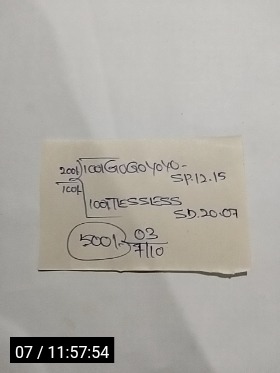 200/. 100/. GOGOYOYO-
SP.12.15
100/.
100/. TESSLESS
SD.20.07
500/. 03
7/10
07 / 11:57:54